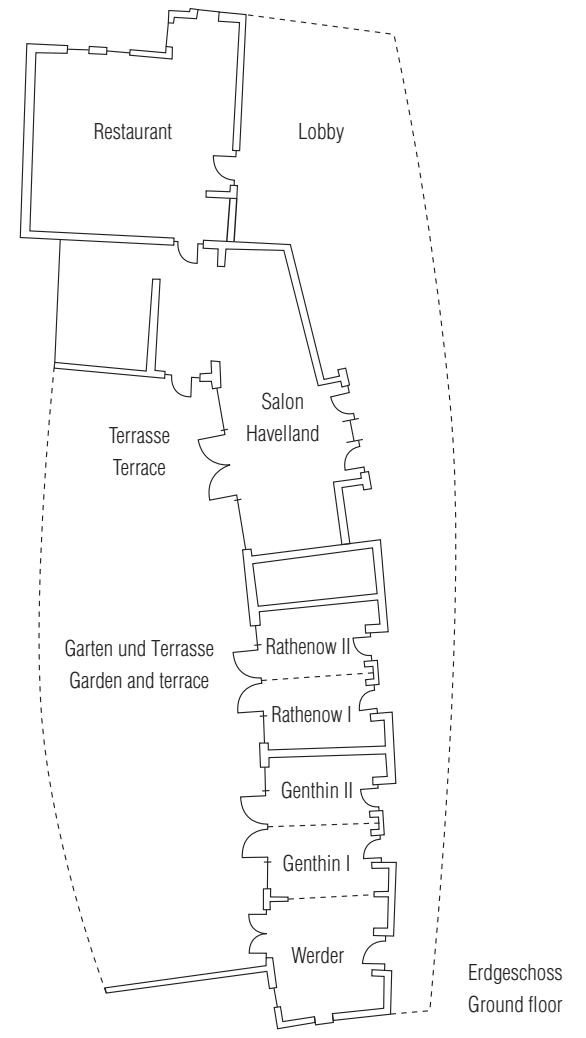 Restaurant
Lobby
Salon
Havelland
Terrasse
Terrace
Garten und Terrasse
Garden and terrace
Rathenow II
Rathenow I
Genthin II
Genthin I
Werder
Erdgeschoss
Ground floor